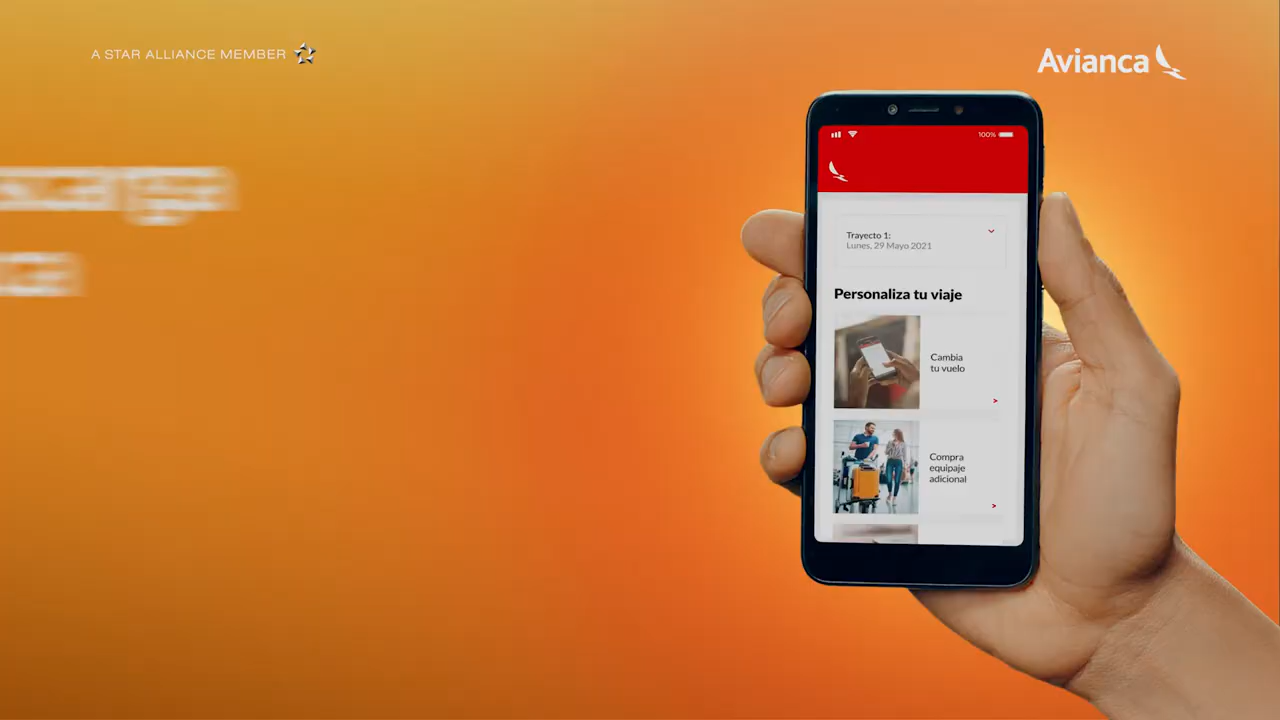 A STAR ALLIANCE MEMBER
Avianca
100%
Trayecto 1:
Lunes, 29 Mayo 2021
Personaliza tu viaje
Cambia
tu vuelo
>
Compra
equipaje
adicional
>